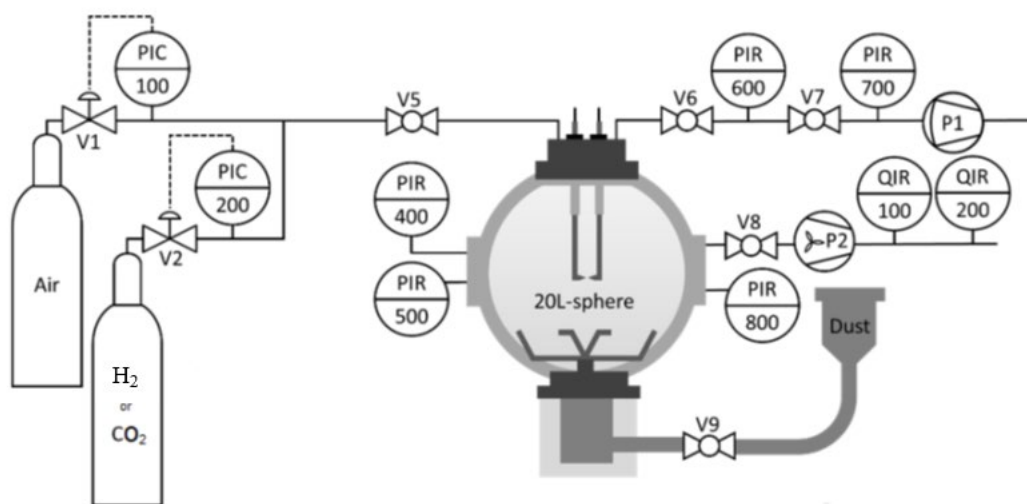 PIC
100
V1
PIC
200
V2
Air
H₂
or
CO₂
V5
PIR
400
PIR
500
20L-sphere
V6
PIR
600
V7
PIR
700
P1
V8
P2
QIR
100
QIR
200
PIR
800
Dust
V9